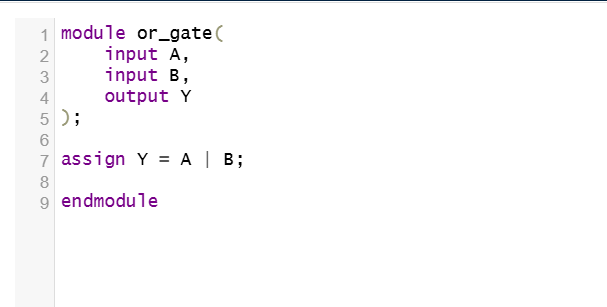 1 module or_gate(
2     input A,
3     input B,
4     output Y
5 );
6
7 assign Y = A | B;
8
9 endmodule